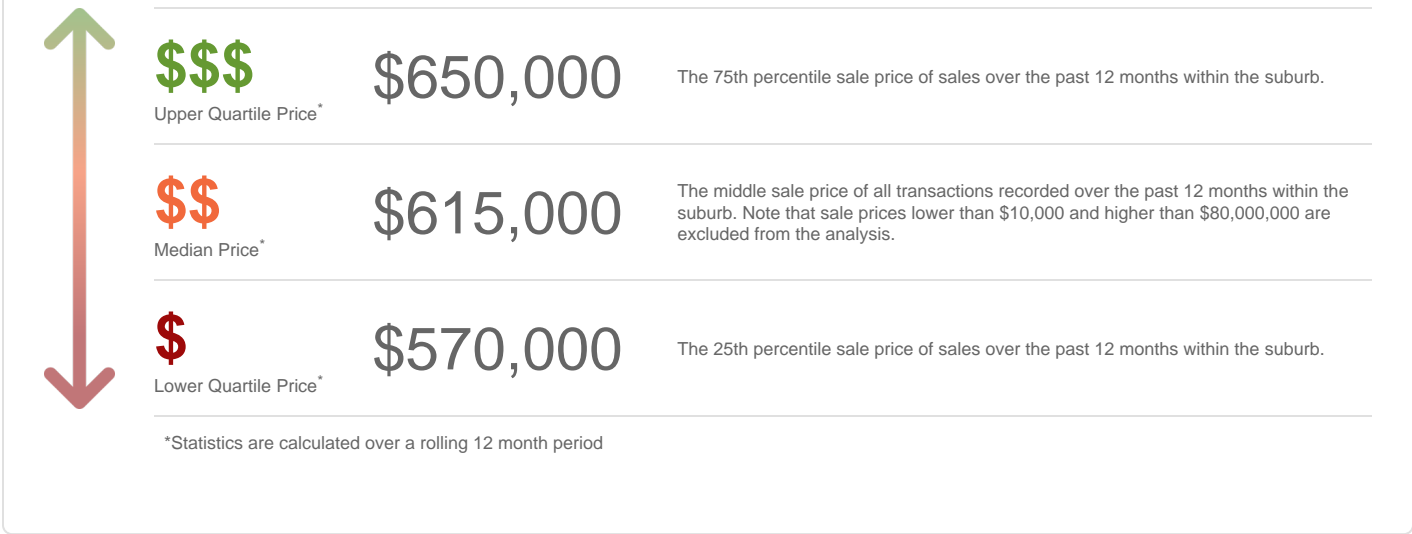 $$$
Upper Quartile Price*
$650,000
The 75th percentile sale price of sales over the past 12 months within the suburb.
$$
Median Price*
$615,000
The middle sale price of all transactions recorded over the past 12 months within the
suburb. Note that sale prices lower than $10,000 and higher than $80,000,000 are
excluded from the analysis.
$
Lower Quartile Price*
$570,000
The 25th percentile sale price of sales over the past 12 months within the suburb.
*Statistics are calculated over a rolling 12 month period